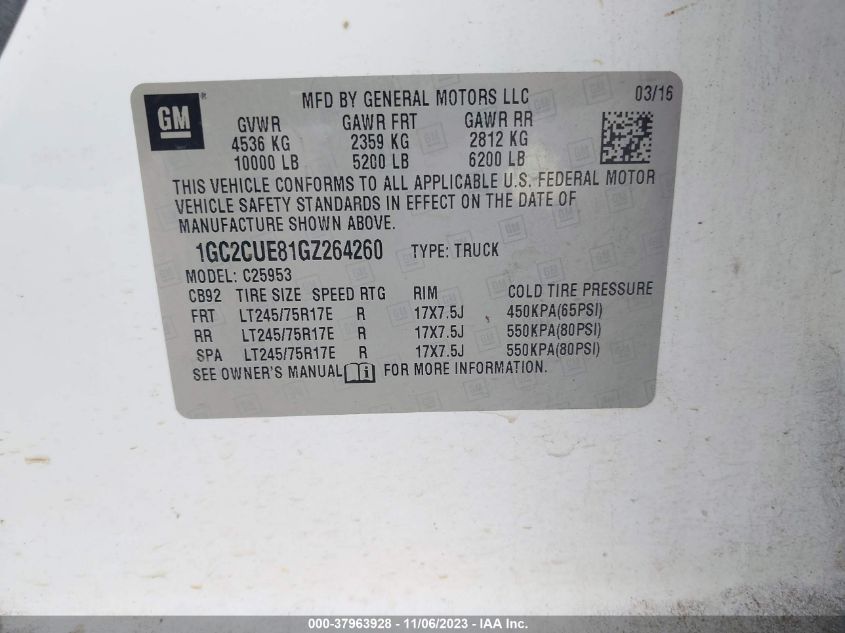 GM ® MFD BY GENERAL MOTORS LLC 03/16
GVWR GAWR FRT GAWR RR
4536 KG 2359 KG 2812 KG
10000 LB 5200 LB 6200 LB
THIS VEHICLE CONFORMS TO ALL APPLICABLE U.S. FEDERAL MOTOR
VEHICLE SAFETY STANDARDS IN EFFECT ON THE DATE OF
MANUFACTURE SHOWN ABOVE.
1GC2CUE81GZ264260 TYPE: TRUCK
MODEL: C25953
CB92 TIRE SIZE SPEED RTG RIM COLD TIRE PRESSURE
FRT LT245/75R17E R 17X7.5J 450KPA(65PSI)
RR LT245/75R17E R 17X7.5J 550KPA(80PSI)
SPA LT245/75R17E R 17X7.5J 550KPA(80PSI)
SEE OWNER'S MANUAL i FOR MORE INFORMATION.
000-37963928 - 11/06/2023 - IAA Inc.